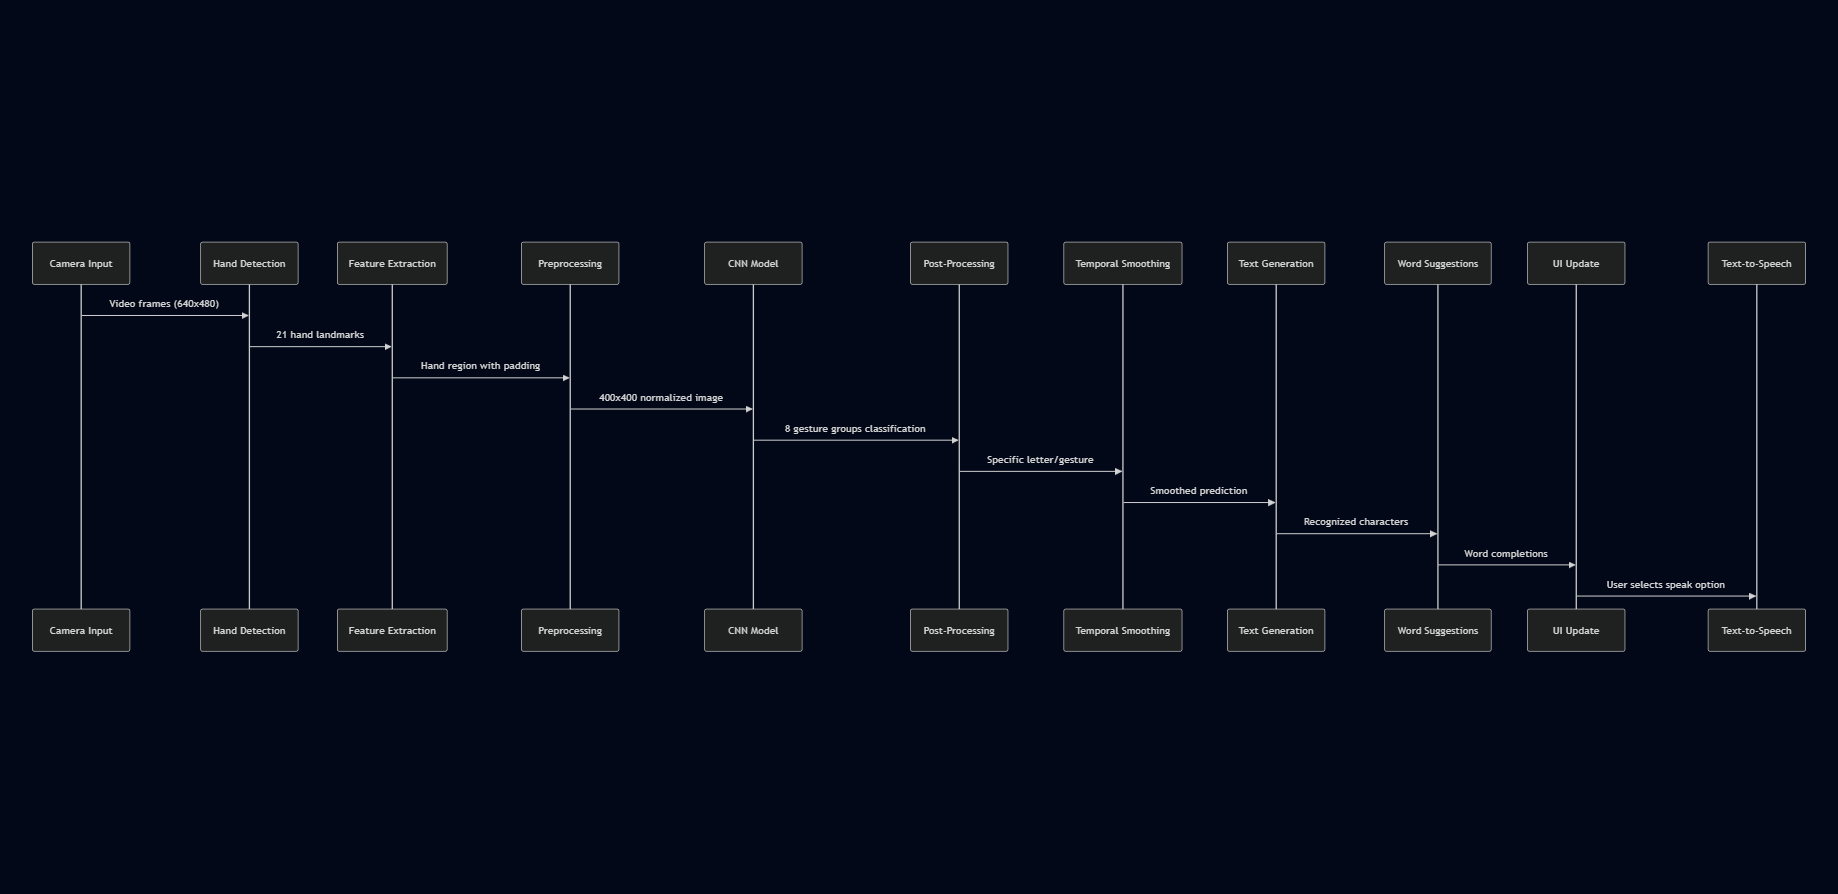 Camera Input
Hand Detection
Feature Extraction
Preprocessing
CNN Model
Post-Processing
Temporal Smoothing
Text Generation
Word Suggestions
UI Update
Text-to-Speech
Video frames (640x480)
21 hand landmarks
Hand region with padding
400x400 normalized image
8 gesture groups classification
Specific letter/gesture
Smoothed prediction
Recognized characters
Word completions
User selects speak option
Camera Input
Hand Detection
Feature Extraction
Preprocessing
CNN Model
Post-Processing
Temporal Smoothing
Text Generation
Word Suggestions
UI Update
Text-to-Speech